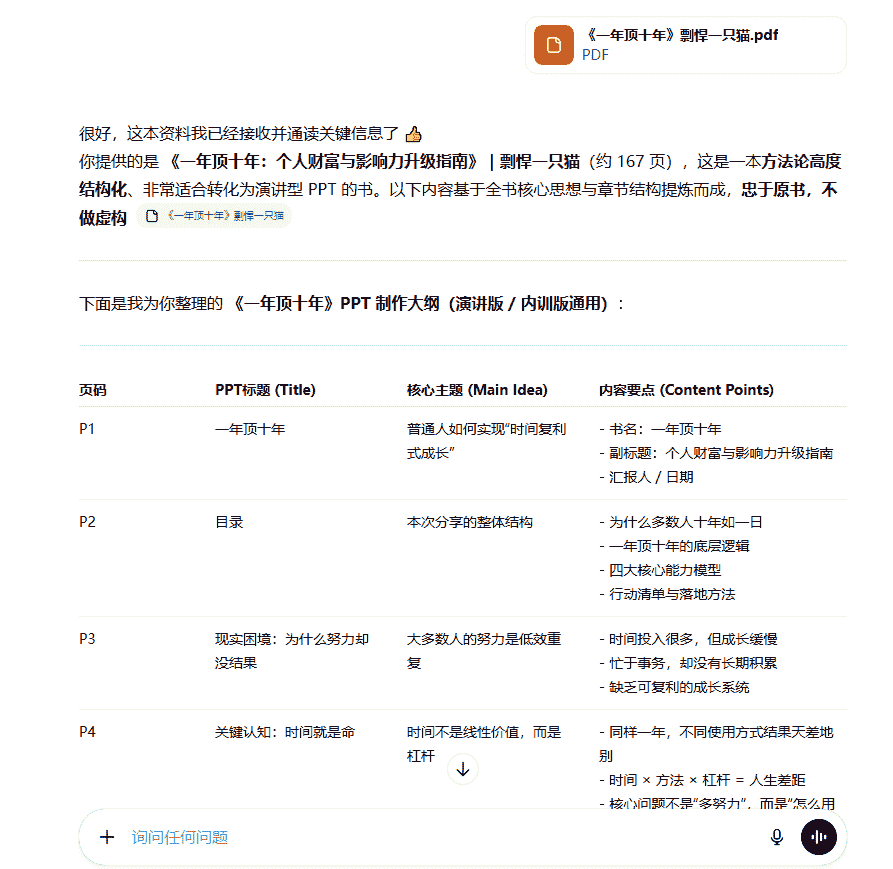 《一年顶十年》剽悍一只猫.pdf
PDF
很好，这本资料我已经接收并通读关键信息了 👍
你提供的是 《一年顶十年：个人财富与影响力升级指南》｜剽悍一只猫（约 167 页），这是一本方法论高度
结构化、非常适合转化为演讲型 PPT 的书。以下内容基于全书核心思想与章节结构提炼而成，忠于原书，不
做虚构 《一年顶十年》剽悍一只猫
下面是我为你整理的 《一年顶十年》PPT 制作大纲（演讲版 / 内训版通用）：
页码 PPT标题 (Title) 核心主题 (Main Idea) 内容要点 (Content Points)
P1 一年顶十年 普通人如何实现“时间复利 - 书名：一年顶十年
式成长” - 副标题：个人财富与影响力升级指南
- 汇报人 / 日期
P2 目录 本次分享的整体结构 - 为什么多数人十年如一日
- 一年顶十年的底层逻辑
- 四大核心能力模型
- 行动清单与落地方法
P3 现实困境：为什么努力却 大多数人的努力是低效重 - 时间投入很多，但成长缓慢
没结果 复 - 忙于事务，却没有长期积累
- 缺乏可复利的成长系统
P4 关键认知：时间就是命 时间不是线性价值，而是 - 同样一年，不同使用方式结果天差地
杠杆 别
- 时间 × 方法 × 杠杆 = 人生差距
- 核心问题不是“多努力”，而是“怎么用
询问任何问题